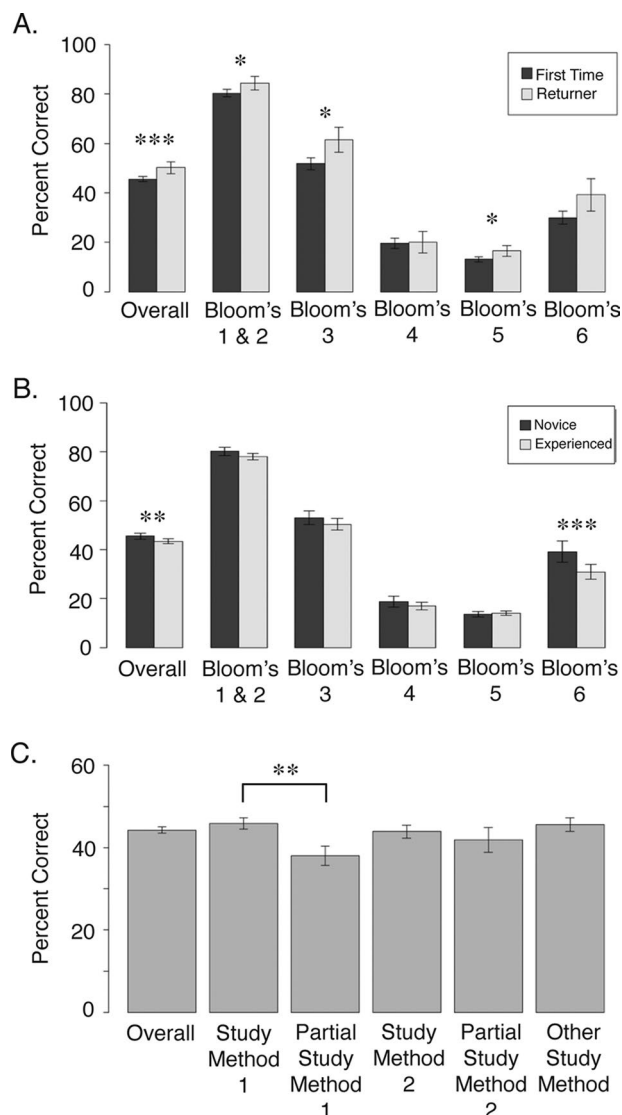 A.
Percent Correct
100
80
60
40
20
0
***
*
*
*
First Time
Returner
Overall
Bloom's
1 & 2
Bloom's
3
Bloom's
4
Bloom's
5
Bloom's
6
B.
Percent Correct
100
80
60
40
20
0
**
***
Novice
Experienced
Overall
Bloom's
1 & 2
Bloom's
3
Bloom's
4
Bloom's
5
Bloom's
6
C.
Percent Correct
60
40
20
0
**
Overall
Study
Method
1
Partial
Study
Method
1
Study
Method
2
Partial
Study
Method
2
Other
Study
Method